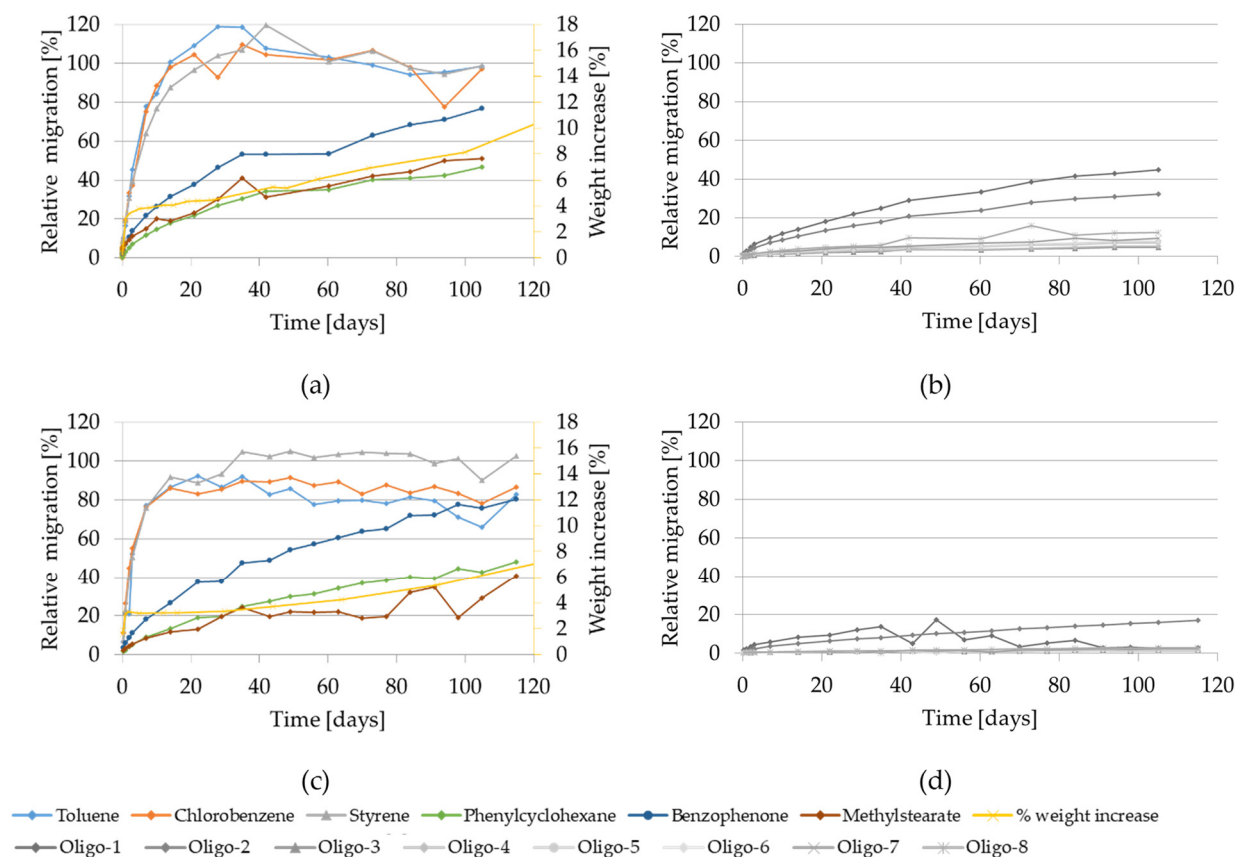 Relative migration [%]
120
100
80
60
40
20
0
18
16
14
12
10
8
6
4
2
0
Weight increase [%]
0 20 40 60 80 100 120
Time [days]
(a)
Relative migration [%]
120
100
80
60
40
20
0
0 20 40 60 80 100 120
Time [days]
(b)
Relative migration [%]
120
100
80
60
40
20
0
18
16
14
12
10
8
6
4
2
0
Weight increase [%]
0 20 40 60 80 100 120
Time [days]
(c)
Relative migration [%]
120
100
80
60
40
20
0
0 20 40 60 80 100 120
Time [days]
(d)
Toluene Chlorobenzene Styrene Phenylcyclohexane Benzophenone Methylstearate % weight increase
Oligo-1 Oligo-2 Oligo-3 Oligo-4 Oligo-5 Oligo-6 Oligo-7 Oligo-8